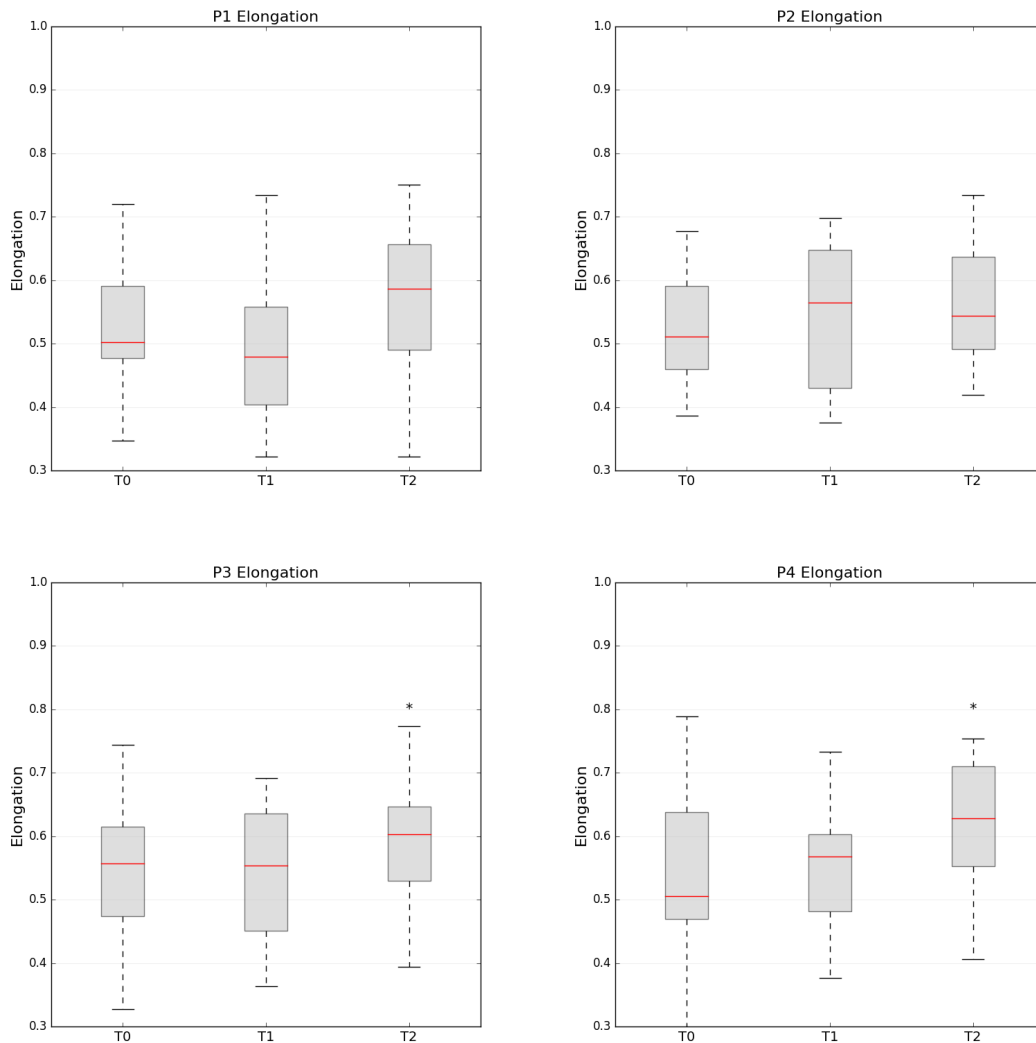 P1 Elongation
1.0
0.9
0.8
0.7
0.6
0.5
0.4
0.3
Elongation
T0 T1 T2
P2 Elongation
1.0
0.9
0.8
0.7
0.6
0.5
0.4
0.3
Elongation
T0 T1 T2
P3 Elongation
1.0
0.9
0.8
0.7
0.6
0.5
0.4
0.3
Elongation
*
T0 T1 T2
P4 Elongation
1.0
0.9
0.8
0.7
0.6
0.5
0.4
0.3
Elongation
*
T0 T1 T2